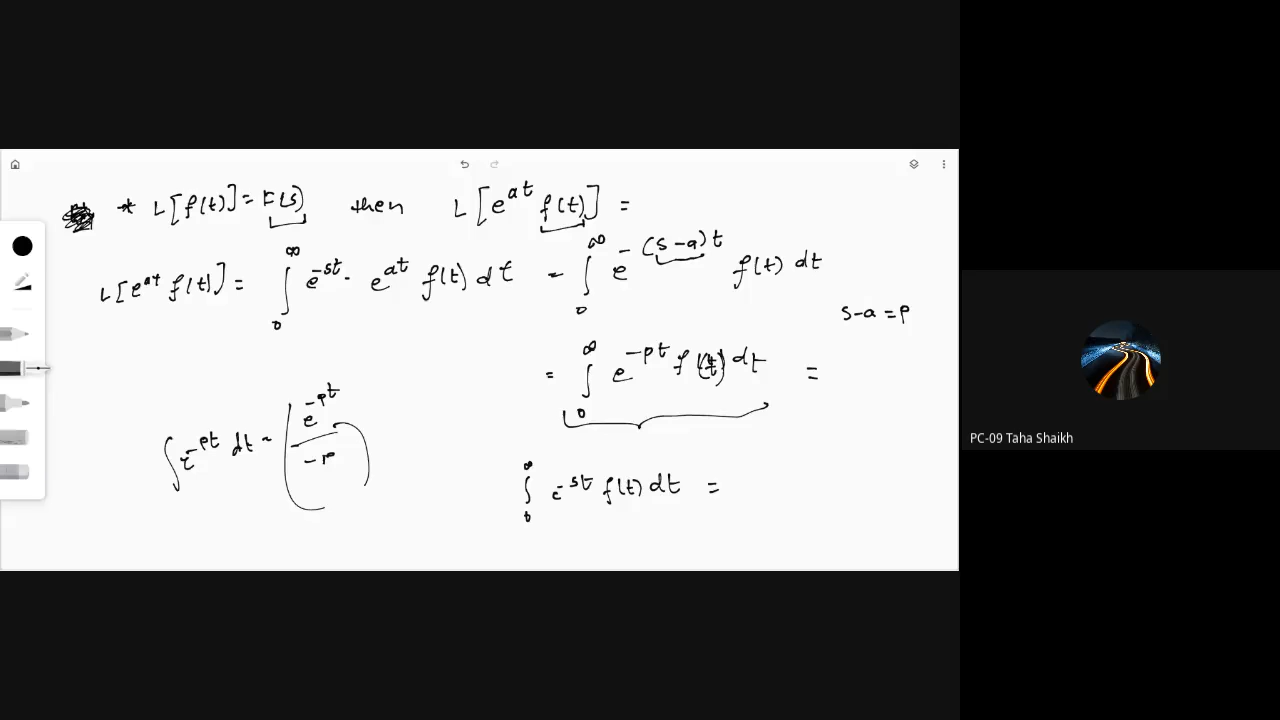 * L[f(t)] = F(s) then L[e^{at} f(t)] =
L[e^{at} f(t)] = ∫_0^∞ e^{-st} · e^{at} f(t) dt = ∫_0^∞ e^{-(s-a)t} f(t) dt
s-a = p
= ∫_0^∞ e^{-pt} f(t) dt =
∫ e^{-pt} dt = e^{-pt}/-p
∫_0^∞ e^{-st} f(t) dt =
PC-09 Taha Shaikh